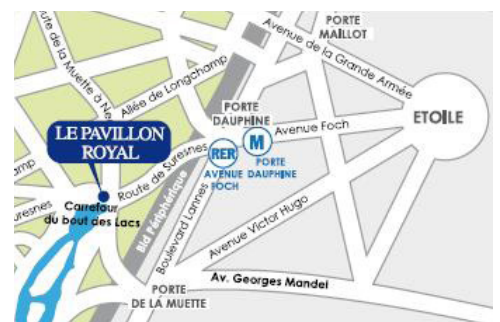 PORTE
MAILLOT
Avenue de la Grande Armée
Route de la Muette à Ne
Allée de Longchamp
PORTE
DAUPHINE
Avenue Foch
ETOILE
LE PAVILLON
ROYAL
M
PORTE
DAUPHINE
RER
AVENUE
FOCH
Route de Suresnes
Carrefour
du bout des Lacs
Bld Périphérique
Boulevard Lannes
Avenue Victor Hugo
Av. Georges Mandel
PORTE
DE LA MUETTE